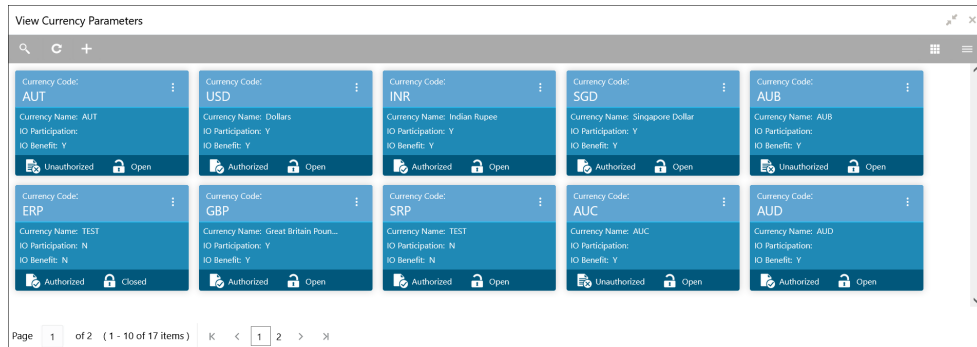 View Currency Parameters
Currency Code:
AUT
Currency Name: AUT
IO Participation:
IO Benefit: Y
Unauthorized Open
Currency Code:
USD
Currency Name: Dollars
IO Participation: Y
IO Benefit: Y
Authorized Open
Currency Code:
INR
Currency Name: Indian Rupee
IO Participation: Y
IO Benefit: Y
Authorized Open
Currency Code:
SGD
Currency Name: Singapore Dollar
IO Participation: Y
IO Benefit: Y
Authorized Open
Currency Code:
AUB
Currency Name: AUB
IO Participation:
IO Benefit: Y
Unauthorized Open
Currency Code:
ERP
Currency Name: TEST
IO Participation: N
IO Benefit: N
Authorized Closed
Currency Code:
GBP
Currency Name: Great Britain Poun...
IO Participation: Y
IO Benefit: Y
Authorized Open
Currency Code:
SRP
Currency Name: TEST
IO Participation: N
IO Benefit: N
Authorized Open
Currency Code:
AUC
Currency Name: AUC
IO Participation:
IO Benefit: Y
Unauthorized Open
Currency Code:
AUD
Currency Name: AUD
IO Participation:
IO Benefit: Y
Authorized Open
Page 1 of 2 (1 - 10 of 17 items) 1 2